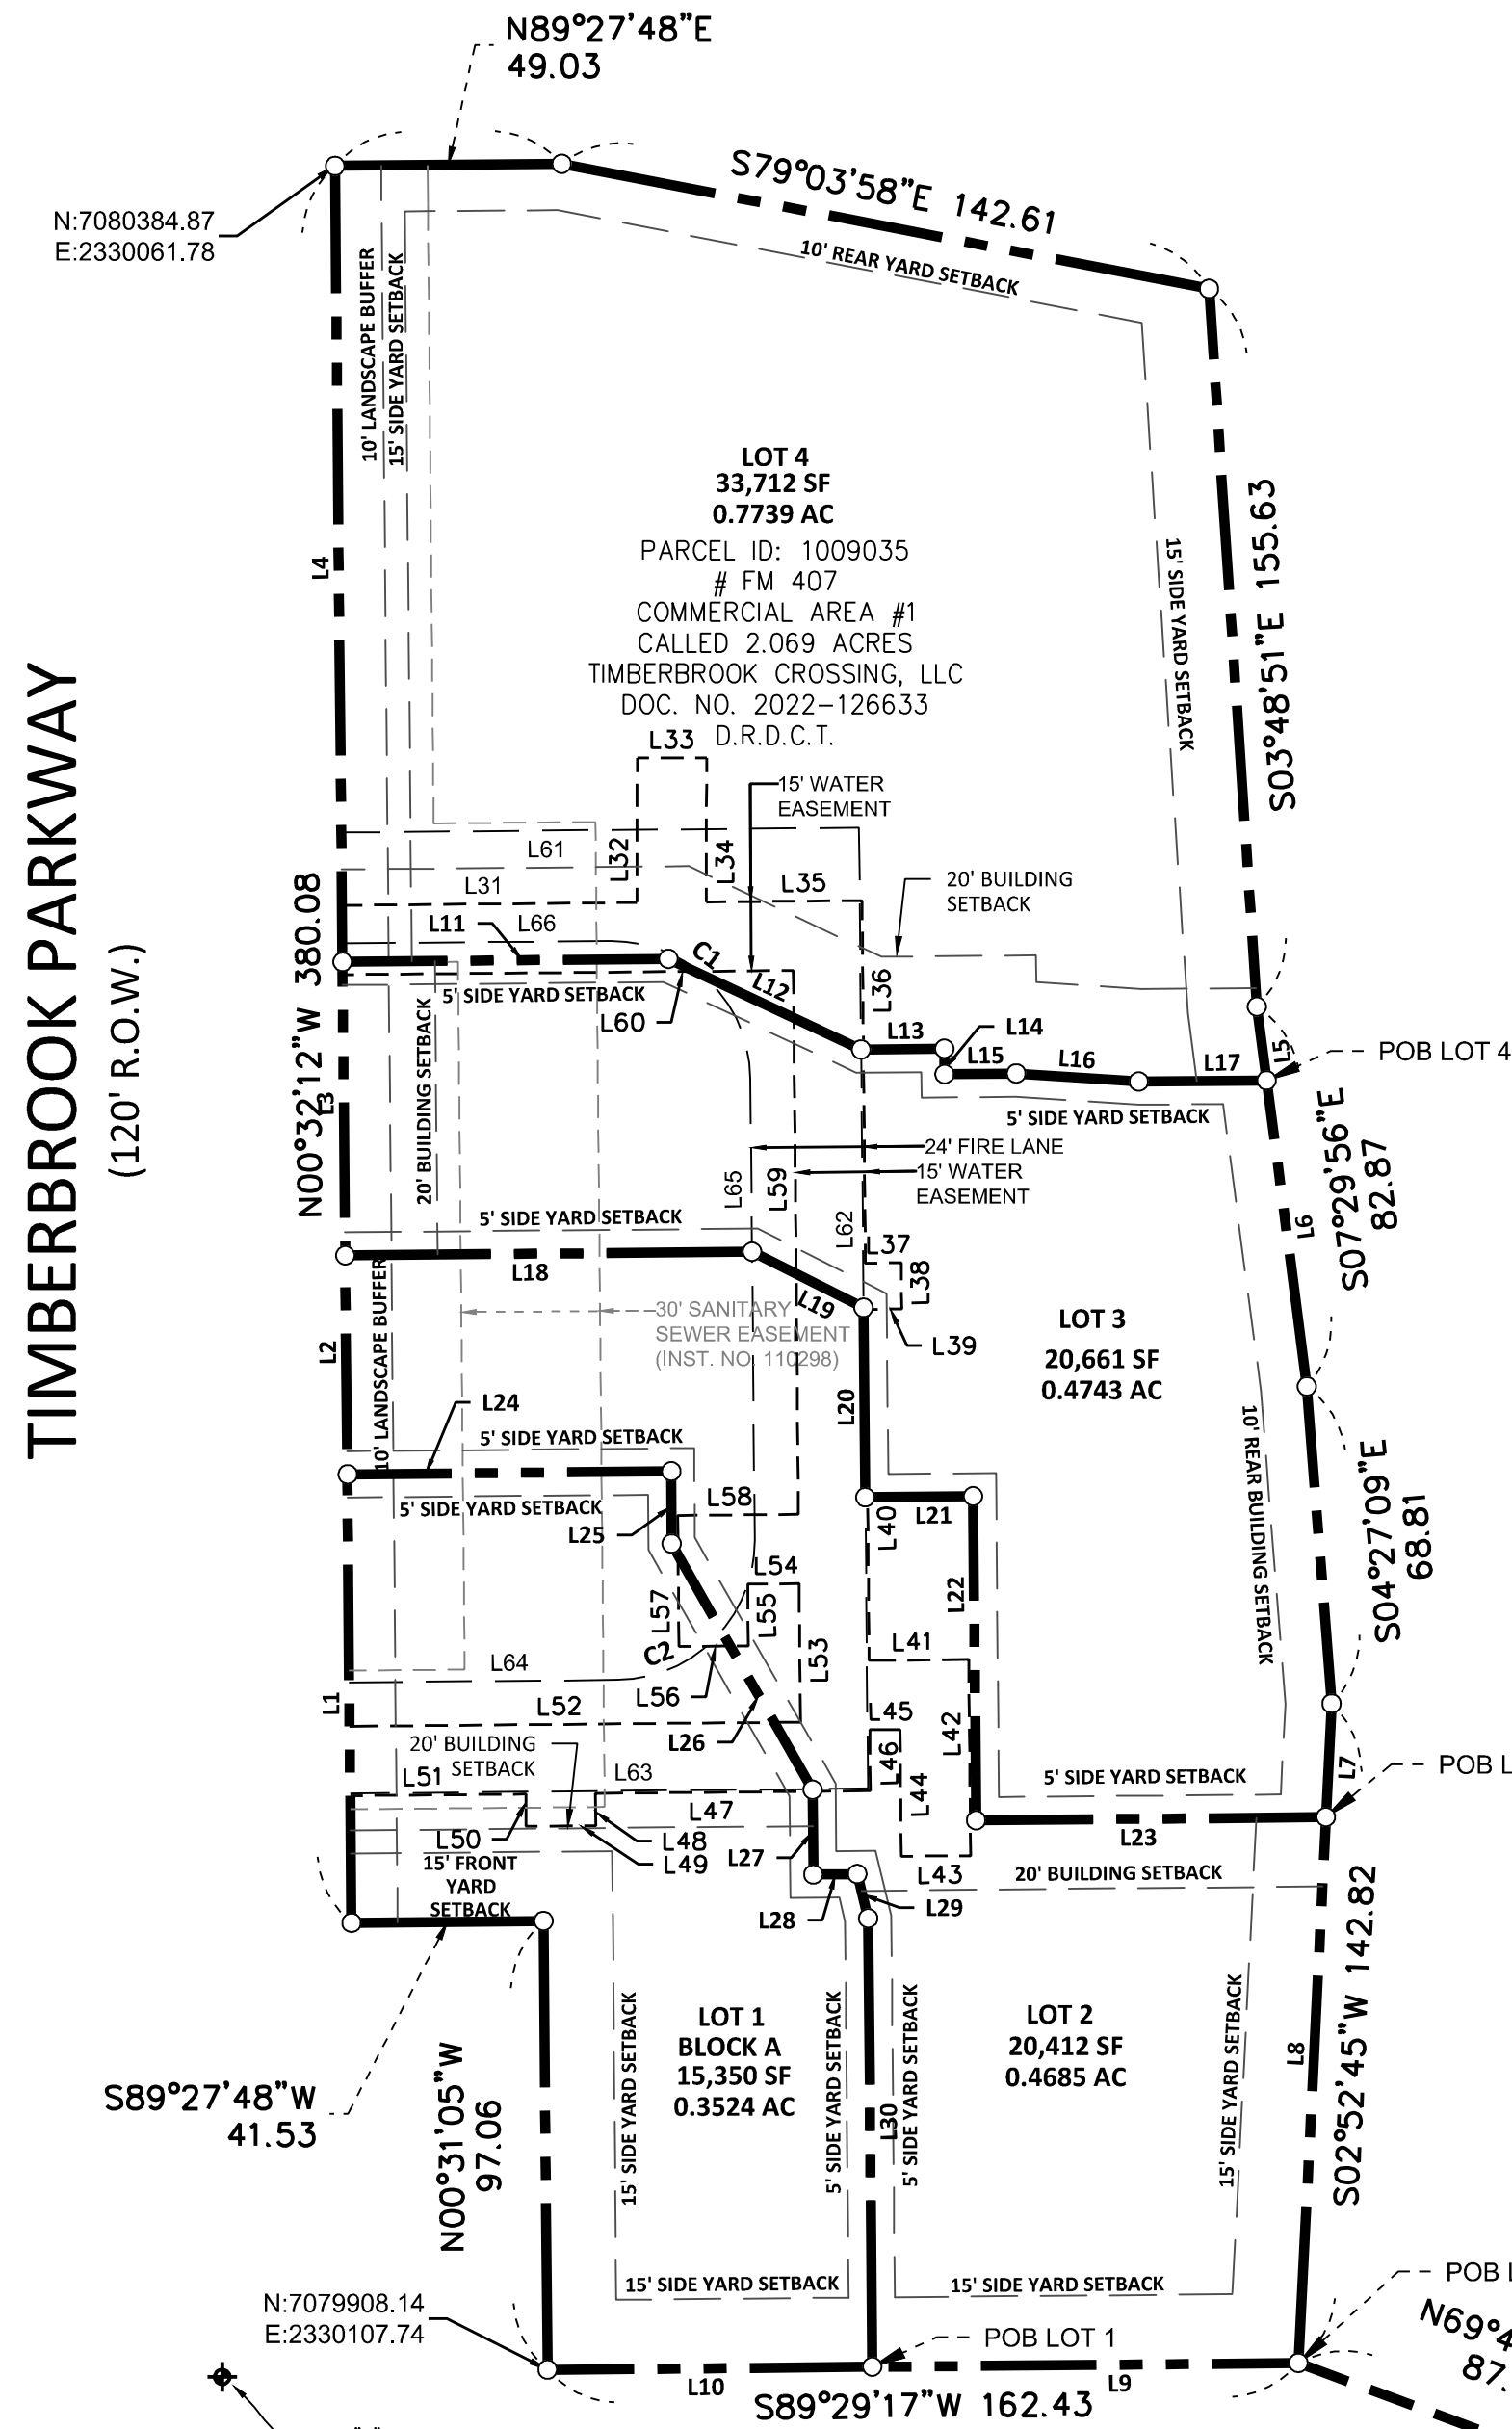 N89°27'48"E
49.03
S79°03'58"E 142.61
N:7080384.87
E:2330061.78
10' REAR YARD SETBACK
10' LANDSCAPE BUFFER
15' SIDE YARD SETBACK
LOT 4
33,712 SF
0.7739 AC
PARCEL ID: 1009035
# FM 407
COMMERCIAL AREA #1
CALLED 2.069 ACRES
TIMBERBROOK CROSSING, LLC
DOC. NO. 2022-126633
D.R.D.C.T.
L4
15' SIDE YARD SETBACK
S03°48'51"E 155.63
TIMBERBROOK PARKWAY
(120' R.O.W.)
N00°32'12"W 380.08
L33
15' WATER
EASEMENT
L61
L32
L34
L31
L35
20' BUILDING
SETBACK
L11
L66
C1
L12
L36
5' SIDE YARD SETBACK
L60
L13
L14
L15
L16
L17
L5
POB LOT 4
5' SIDE YARD SETBACK
L3
20' BUILDING SETBACK
24' FIRE LANE
15' WATER
EASEMENT
L65
L59
L62
S07°29'56"E
82.87
L6
5' SIDE YARD SETBACK
L18
L19
L37
L38
L39
30' SANITARY
SEWER EASEMENT
(INST. NO. 110298)
LOT 3
20,661 SF
0.4743 AC
L2
10' LANDSCAPE BUFFER
L24
5' SIDE YARD SETBACK
L20
10' REAR BUILDING SETBACK
S04°27'09"E
68.81
5' SIDE YARD SETBACK
L25
L58
L40
L21
L54
L57
L55
L22
C2
L53
L41
L64
L56
L1
L52
L26
L45
L46
L42
20' BUILDING
SETBACK
L51
L63
L44
5' SIDE YARD SETBACK
L7
POB L
L47
L50
L48
L49
L27
L23
15' FRONT
YARD
SETBACK
L43
20' BUILDING SETBACK
L28
L29
S02°52'45"W 142.82
LOT 1
BLOCK A
15,350 SF
0.3524 AC
LOT 2
20,412 SF
0.4685 AC
15' SIDE YARD SETBACK
5' SIDE YARD SETBACK
L30
5' SIDE YARD SETBACK
15' SIDE YARD SETBACK
L8
S89°27'48"W
41.53
N00°31'05"W
97.06
15' SIDE YARD SETBACK
15' SIDE YARD SETBACK
POB L
N:7079908.14
E:2330107.74
POB LOT 1
N69°4
87.
L10
L9
S89°29'17"W 162.43